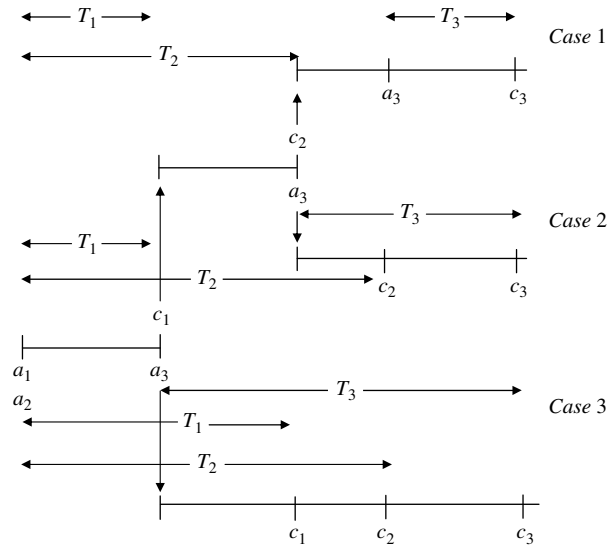 T₁ T₃ Case 1
T₂
a₃ c₃
c₂
a₃
T₃ Case 2
T₁
T₂ c₂ c₃
c₁
a₁ a₃
a₂ T₃ Case 3
T₁
T₂
c₁ c₂ c₃